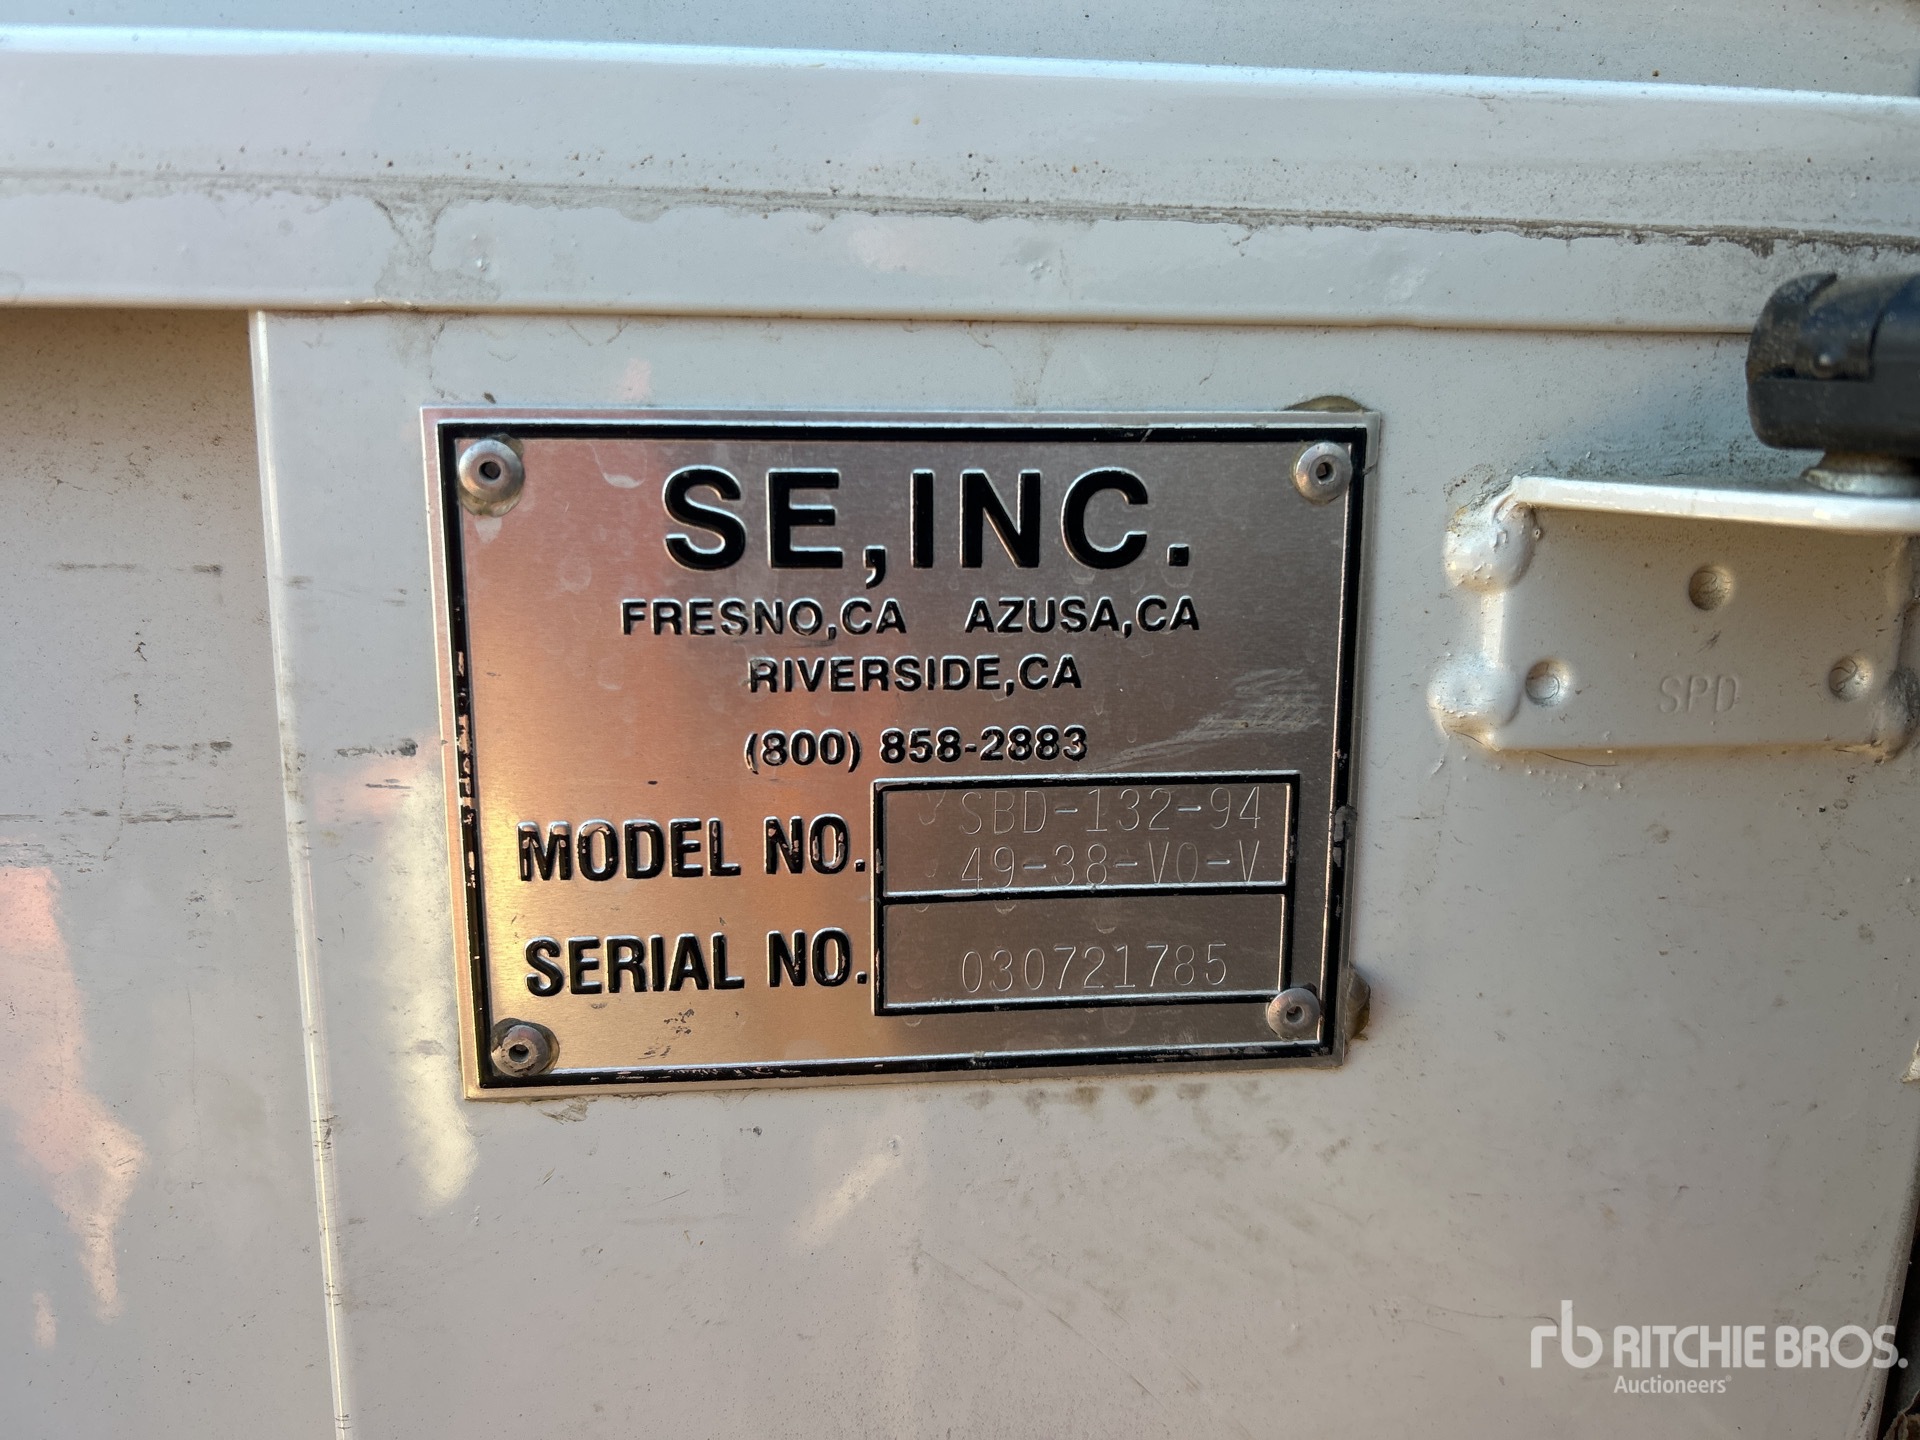 SE, INC.
FRESNO, CA AZUSA, CA
RIVERSIDE, CA
(800) 858-2883
MODEL NO. SBD-132-94
49-38-VO-V
SERIAL NO. 030721785
SPD
rb RITCHIE BROS.
Auctioneers